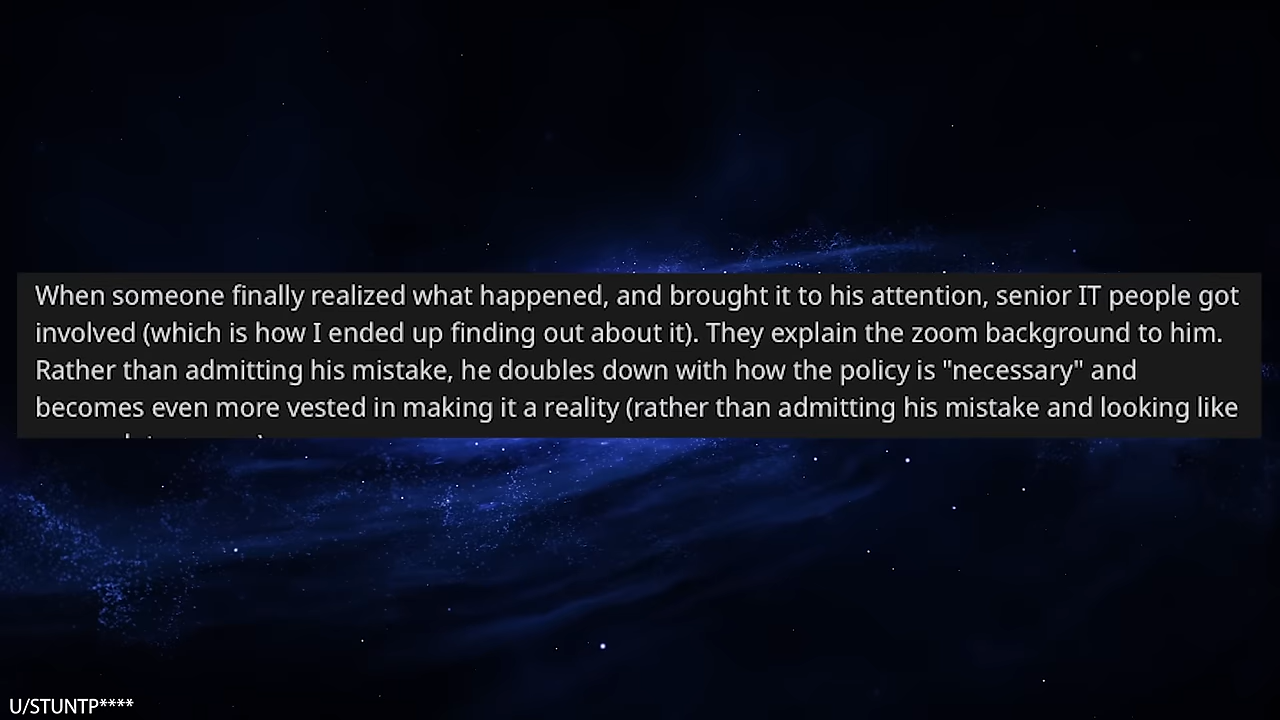 When someone finally realized what happened, and brought it to his attention, senior IT people got
involved (which is how I ended up finding out about it). They explain the zoom background to him.
Rather than admitting his mistake, he doubles down with how the policy is "necessary" and
becomes even more vested in making it a reality (rather than admitting his mistake and looking like
U/STUNTP****